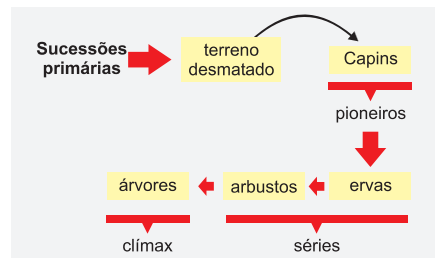 Sucessões
primárias
terreno
desmatado
Capins
pioneiros
ervas
arbustos
árvores
séries
clímax